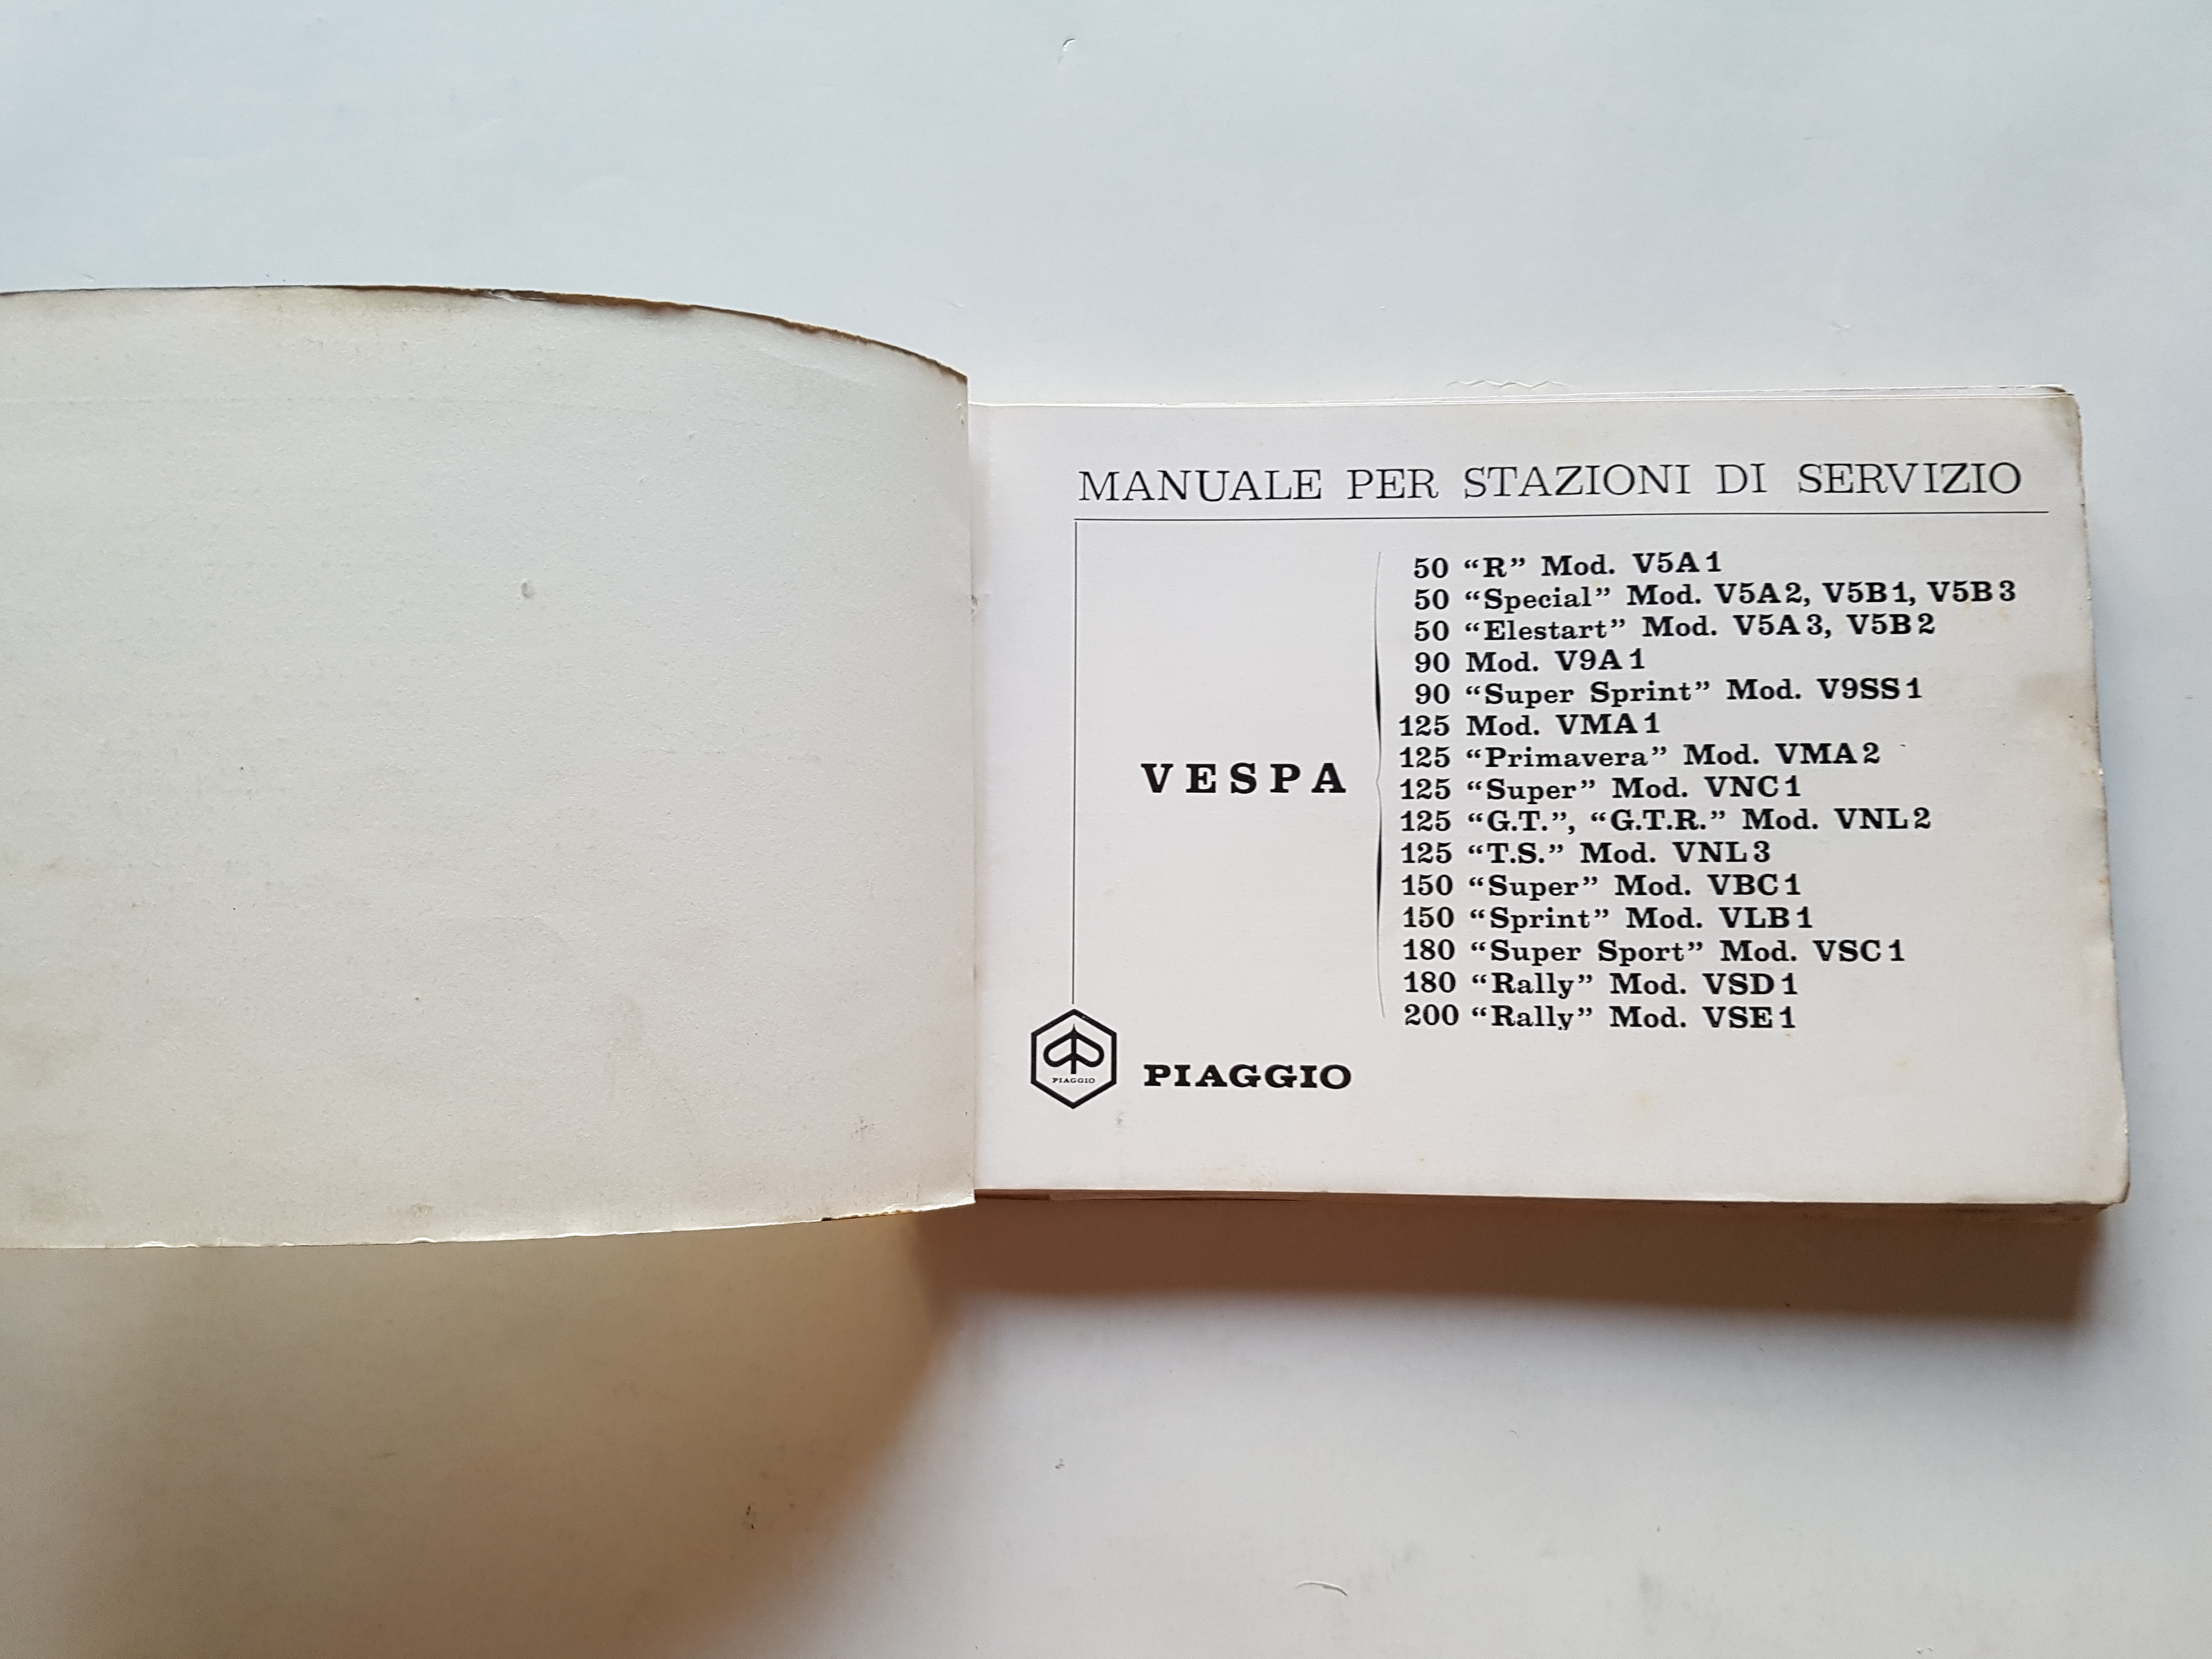 MANUALE PER STAZIONI DI SERVIZIO
VESPA
50 “R” Mod. V5A1
50 “Special” Mod. V5A2, V5B1, V5B3
50 “Elestart” Mod. V5A3, V5B2
90 Mod. V9A1
90 “Super Sprint” Mod. V9SS1
125 Mod. VMA1
125 “Primavera” Mod. VMA2
125 “Super” Mod. VNC1
125 “G.T.”, “G.T.R.” Mod. VNL2
125 “T.S.” Mod. VNL3
150 “Super” Mod. VBC1
150 “Sprint” Mod. VLB1
180 “Super Sport” Mod. VSC1
180 “Rally” Mod. VSD1
200 “Rally” Mod. VSE1
PIAGGIO
PIAGGIO